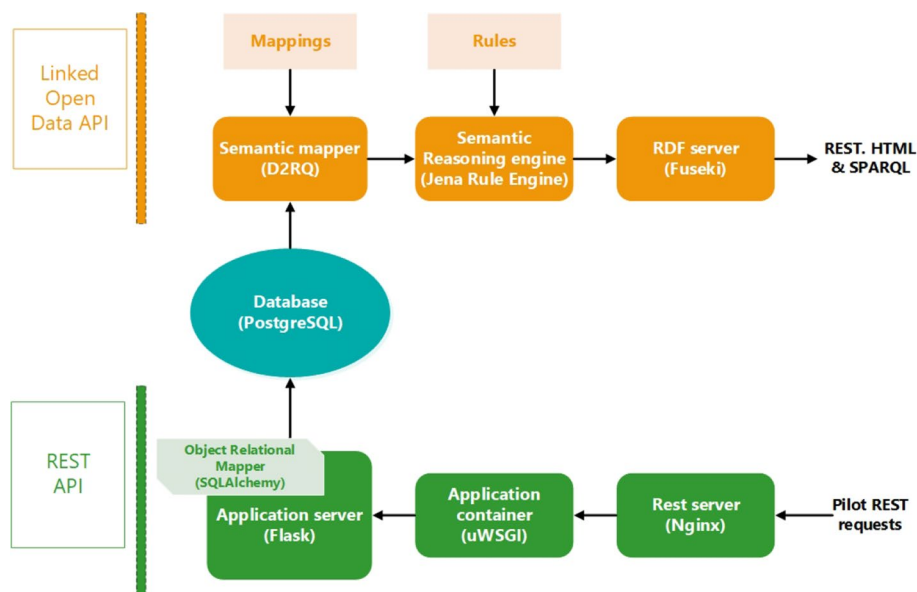 Mappings
Rules
Linked
Open
Data API
Semantic mapper
(D2RQ)
Semantic
Reasoning engine
(Jena Rule Engine)
RDF server
(Fuseki)
REST. HTML
& SPARQL
Database
(PostgreSQL)
REST
API
Object Relational
Mapper
(SQLAlchemy)
Application server
(Flask)
Application
container
(uWSGI)
Rest server
(Nginx)
Pilot REST
requests